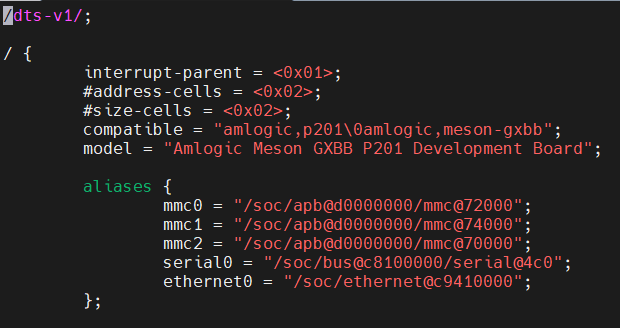 /dts-v1/;
/ {
interrupt-parent = <0x01>;
#address-cells = <0x02>;
#size-cells = <0x02>;
compatible = "amlogic,p201\0amlogic,meson-gxbb";
model = "Amlogic Meson GXBB P201 Development Board";
aliases {
mmc0 = "/soc/apb@d0000000/mmc@72000";
mmc1 = "/soc/apb@d0000000/mmc@74000";
mmc2 = "/soc/apb@d0000000/mmc@70000";
serial0 = "/soc/bus@c8100000/serial@4c0";
ethernet0 = "/soc/ethernet@c9410000";
};